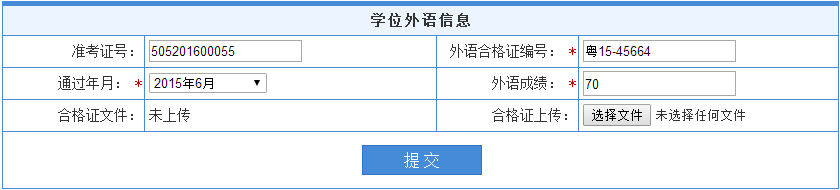 学位外语信息
准考证号： 505201600055 外语合格证编号： * 粤15-45664
通过年月： * 2015年6月 外语成绩： * 70
合格证文件： 未上传 合格证上传： 选择文件 未选择任何文件
提交